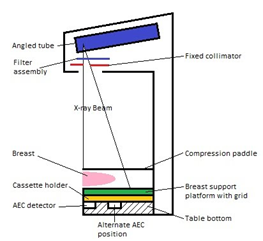 Angled tube
Filter
assembly
Fixed collimator
X-ray Beam
Breast
Compression paddle
Cassette holder
Breast support
platform with grid
AEC detector
Table bottom
Alternate AEC
position